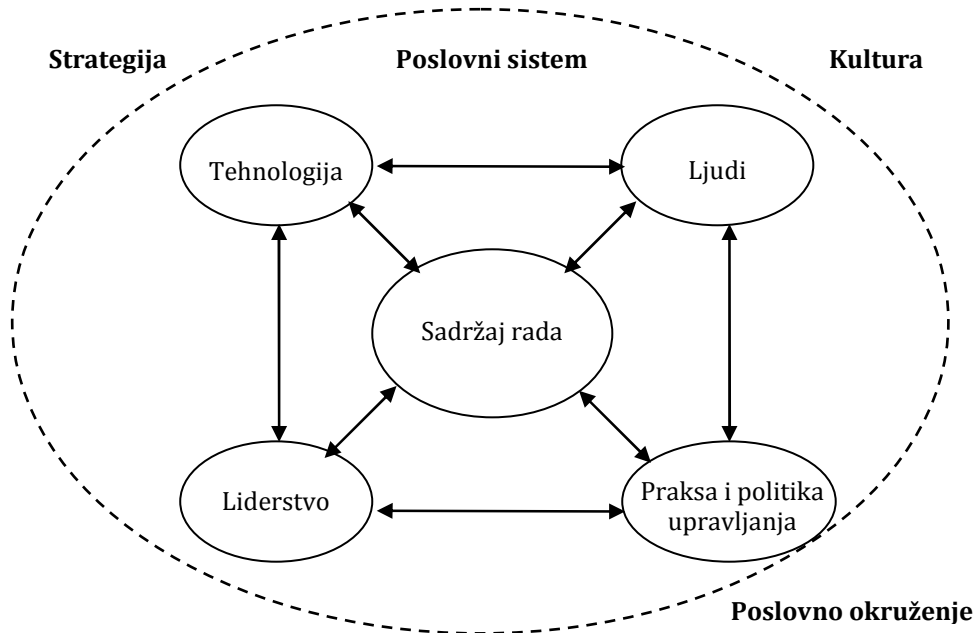 Strategija
Poslovni sistem
Kultura
Tehnologija
Ljudi
Sadržaj rada
Liderstvo
Praksa i politika
upravljanja
Poslovno okruženje